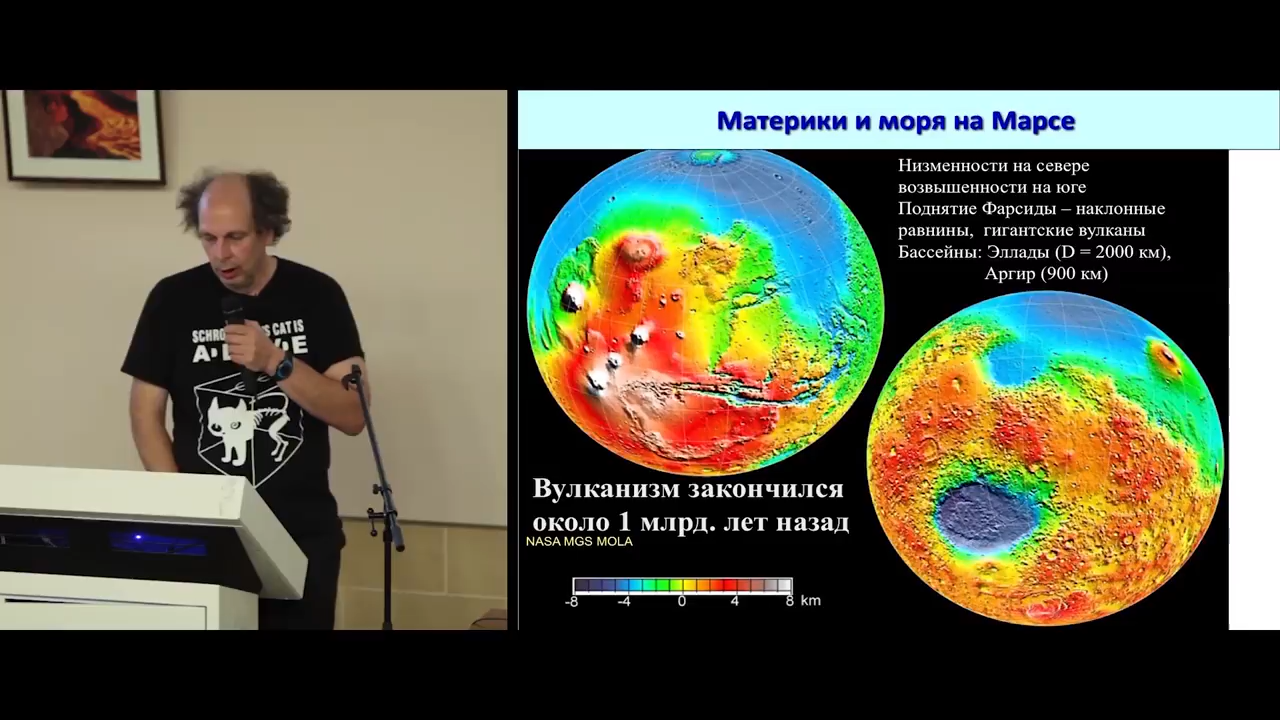 Материки и моря на Марсе
Низменности на севере
возвышенности на юге
Поднятие Фарсиды – наклонные
равнины, гигантские вулканы
Бассейны: Эллады (D = 2000 км),
Аргир (900 км)
Вулканизм закончился
около 1 млрд. лет назад
NASA MGS MOLA
-8 -4 0 4 8 km
CAT IS